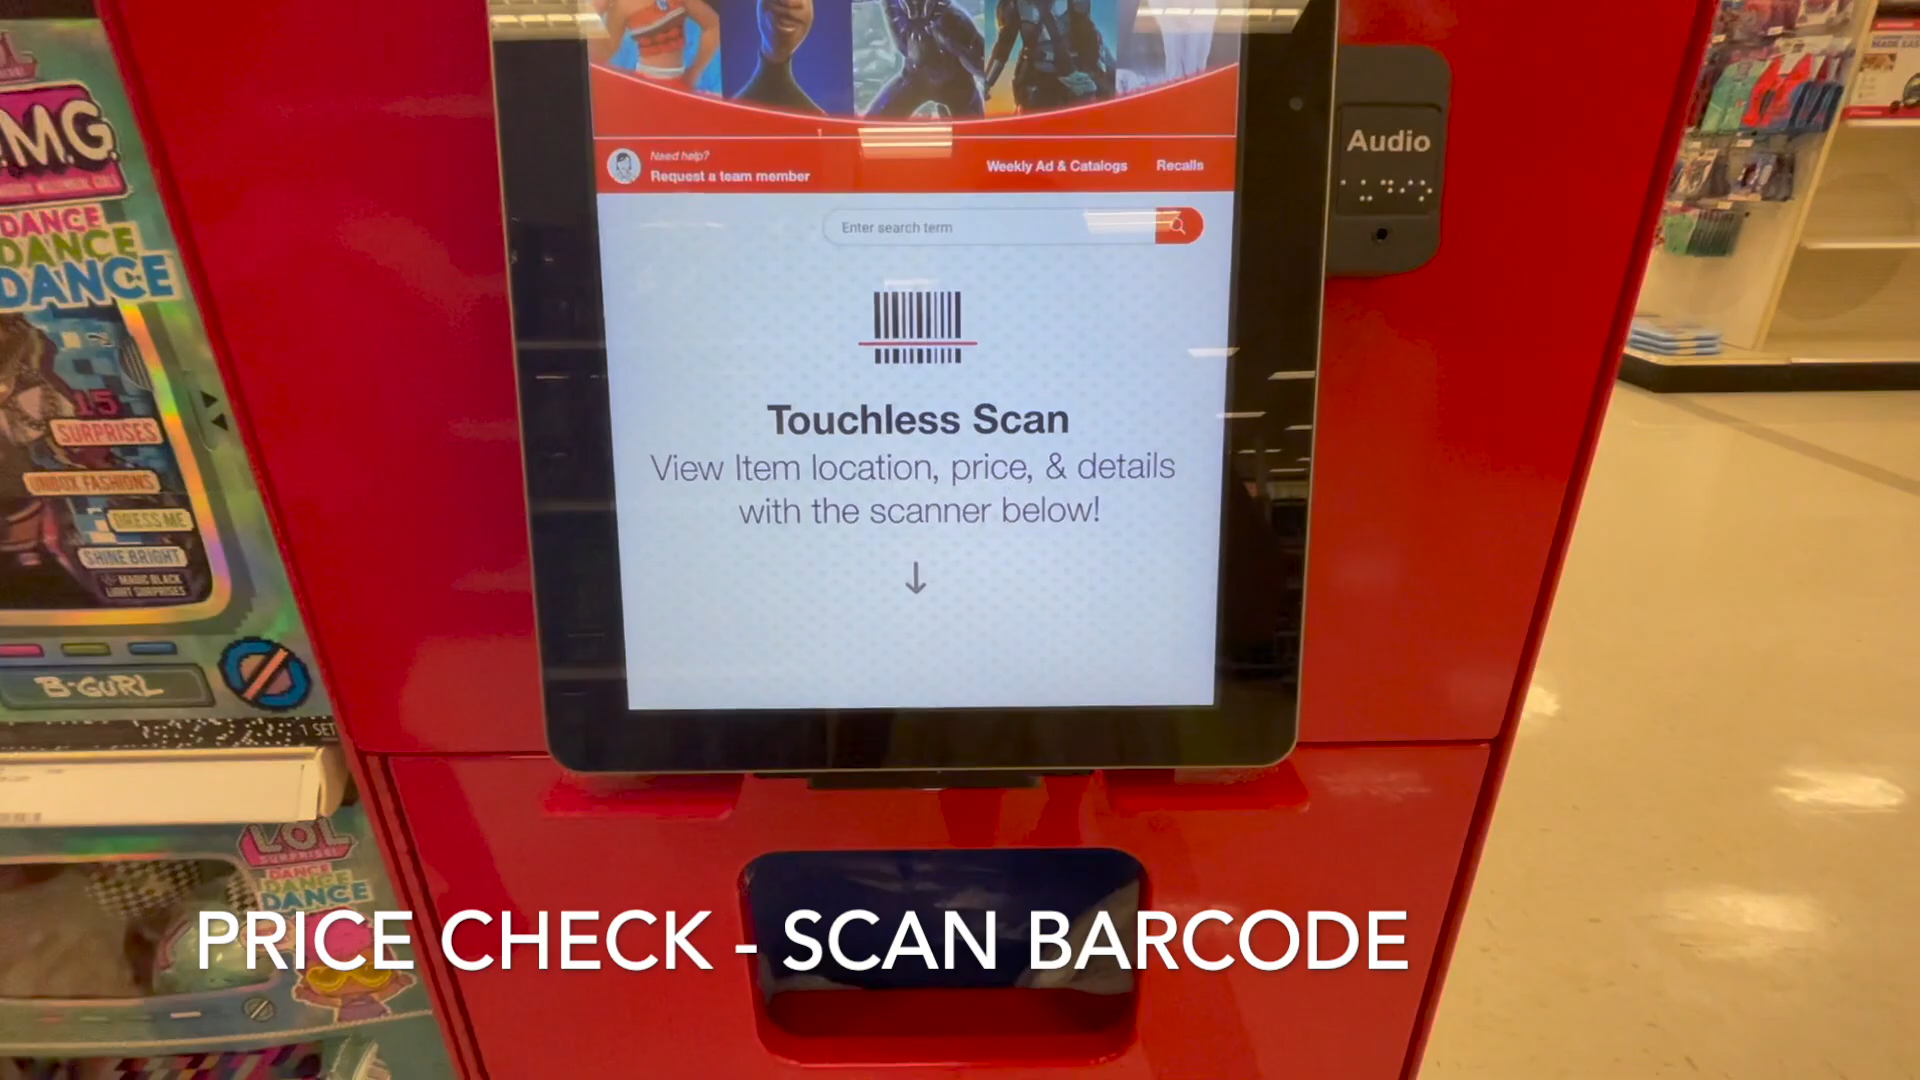 O.M.G.
DANCE
DANCE
DANCE
15
SURPRISES
UNBOX FASHIONS
DRESS ME
SHINE BRIGHT
MAGIC BLACK
LIGHT SURPRISES
B-GURL
1 SET
LOL
SURPRISE!
DANCE
DANCE
DANCE
Need help?
Request a team member
Weekly Ad & Catalogs
Recalls
Enter search term
Touchless Scan
View Item location, price, & details
with the scanner below!
↓
Audio
PRICE CHECK - SCAN BARCODE